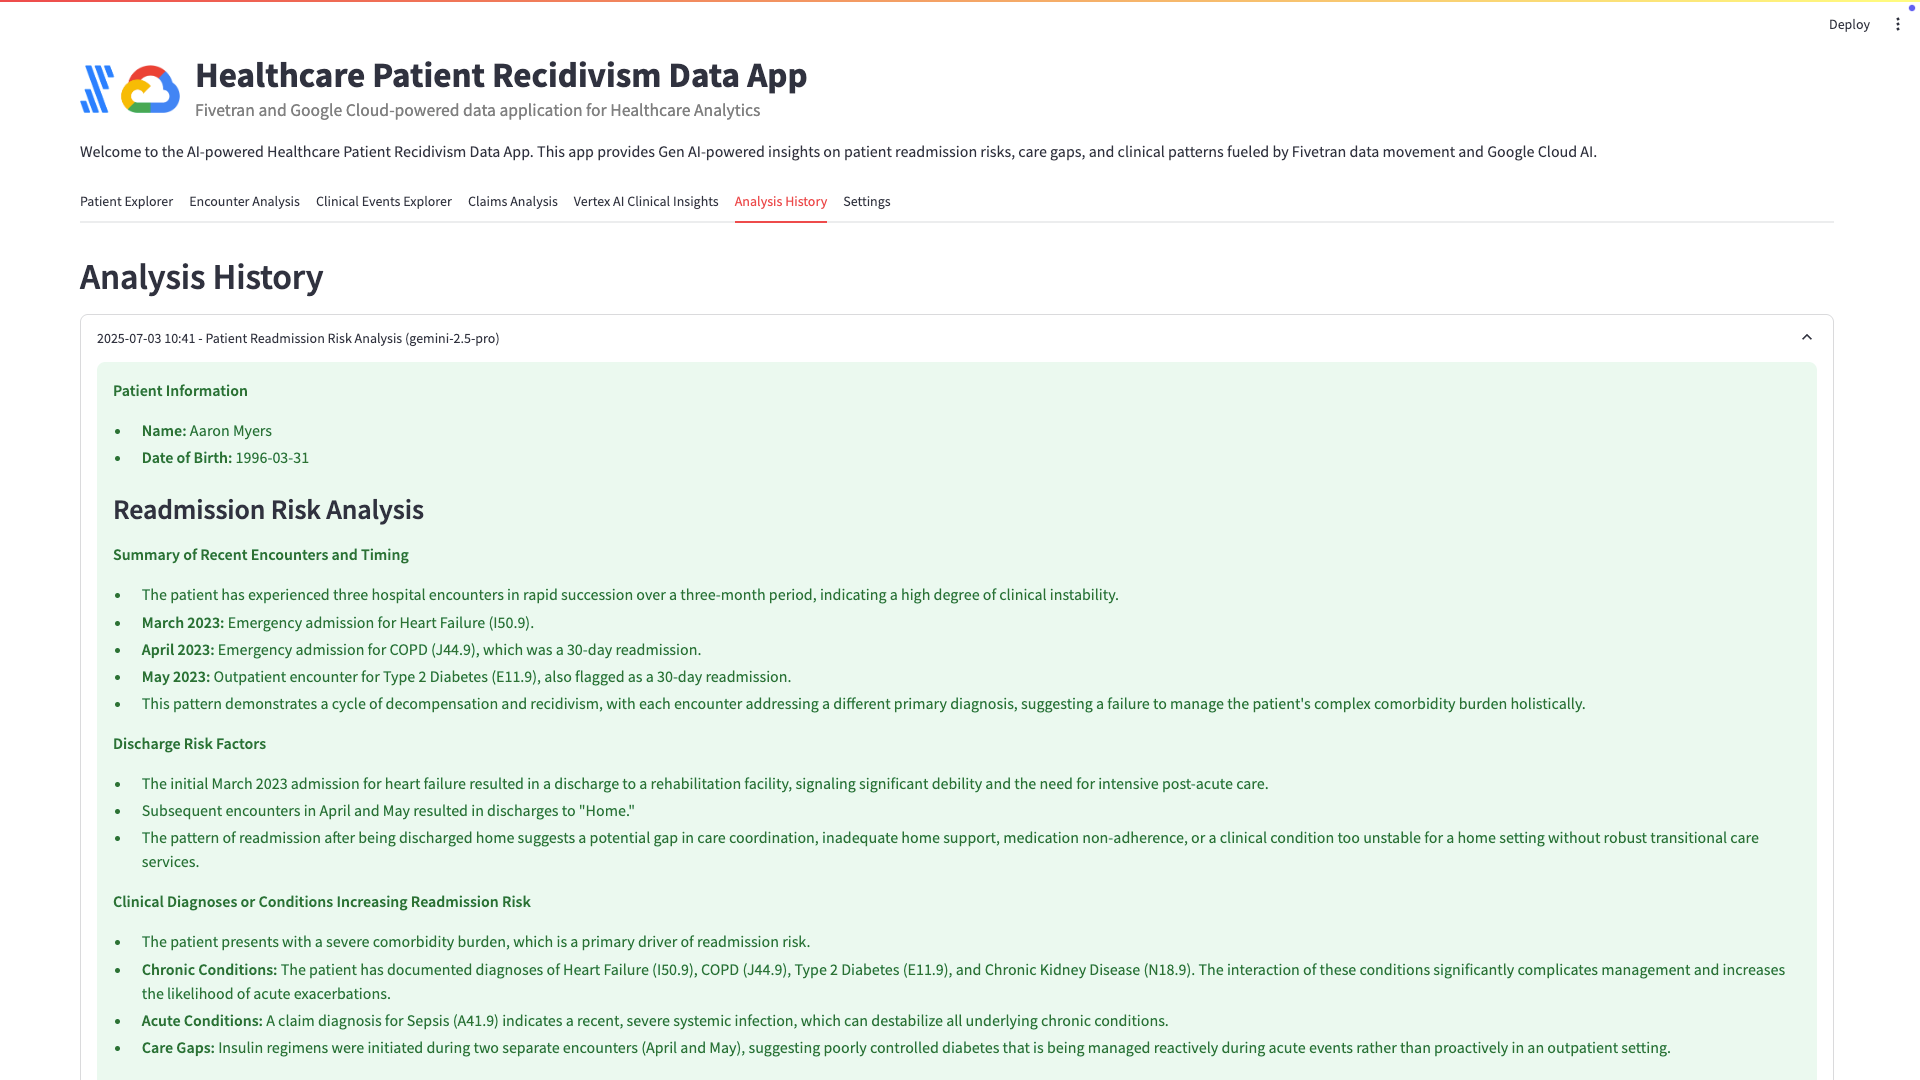 Deploy
Healthcare Patient Recidivism Data App
Fivetran and Google Cloud-powered data application for Healthcare Analytics
Welcome to the AI-powered Healthcare Patient Recidivism Data App. This app provides Gen AI-powered insights on patient readmission risks, care gaps, and clinical patterns fueled by Fivetran data movement and Google Cloud AI.
Patient Explorer Encounter Analysis Clinical Events Explorer Claims Analysis Vertex AI Clinical Insights Analysis History Settings
Analysis History
2025-07-03 10:41 - Patient Readmission Risk Analysis (gemini-2.5-pro)
Patient Information
• Name: Aaron Myers
• Date of Birth: 1996-03-31
Readmission Risk Analysis
Summary of Recent Encounters and Timing
• The patient has experienced three hospital encounters in rapid succession over a three-month period, indicating a high degree of clinical instability.
• March 2023: Emergency admission for Heart Failure (I50.9).
• April 2023: Emergency admission for COPD (J44.9), which was a 30-day readmission.
• May 2023: Outpatient encounter for Type 2 Diabetes (E11.9), also flagged as a 30-day readmission.
• This pattern demonstrates a cycle of decompensation and recidivism, with each encounter addressing a different primary diagnosis, suggesting a failure to manage the patient's complex comorbidity burden holistically.
Discharge Risk Factors
• The initial March 2023 admission for heart failure resulted in a discharge to a rehabilitation facility, signaling significant debility and the need for intensive post-acute care.
• Subsequent encounters in April and May resulted in discharges to "Home."
• The pattern of readmission after being discharged home suggests a potential gap in care coordination, inadequate home support, medication non-adherence, or a clinical condition too unstable for a home setting without robust transitional care
services.
Clinical Diagnoses or Conditions Increasing Readmission Risk
• The patient presents with a severe comorbidity burden, which is a primary driver of readmission risk.
• Chronic Conditions: The patient has documented diagnoses of Heart Failure (I50.9), COPD (J44.9), Type 2 Diabetes (E11.9), and Chronic Kidney Disease (N18.9). The interaction of these conditions significantly complicates management and increases
the likelihood of acute exacerbations.
• Acute Conditions: A claim diagnosis for Sepsis (A41.9) indicates a recent, severe systemic infection, which can destabilize all underlying chronic conditions.
• Care Gaps: Insulin regimens were initiated during two separate encounters (April and May), suggesting poorly controlled diabetes that is being managed reactively during acute events rather than proactively in an outpatient setting.